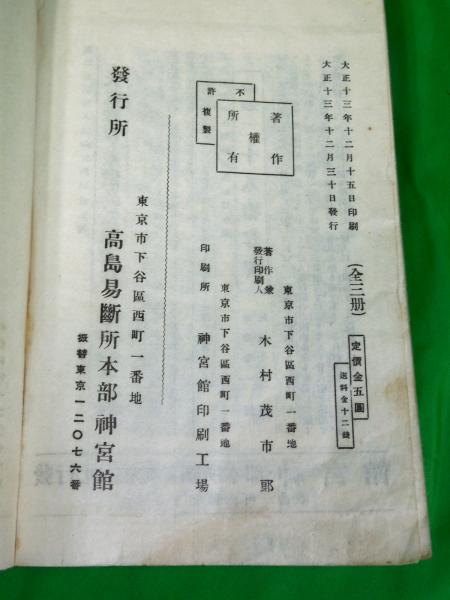 大正十三年十二月十五日印刷
大正十三年十二月三十日發行
(全三册)
定價金五圓
送料金十二錢
著作
權
所有
不許複製
東京市下谷區西町一番地
著作兼
發行印刷人
木村茂市郎
東京市下谷區西町一番地
印刷所
神宮館印刷工場
東京市下谷區西町一番地
發行所
高島易斷所本部神宮館
振替東京一二〇七六番